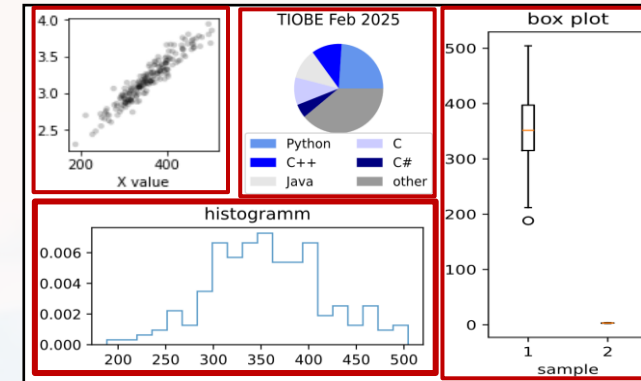 4.0
3.5
3.0
2.5
200 400
X value
TIOBE Feb 2025
Python C
C++ C#
Java other
box plot
500
400
300
200
100
0
1 2
sample
histogramm
0.006
0.004
0.002
0.000
200 250 300 350 400 450 500